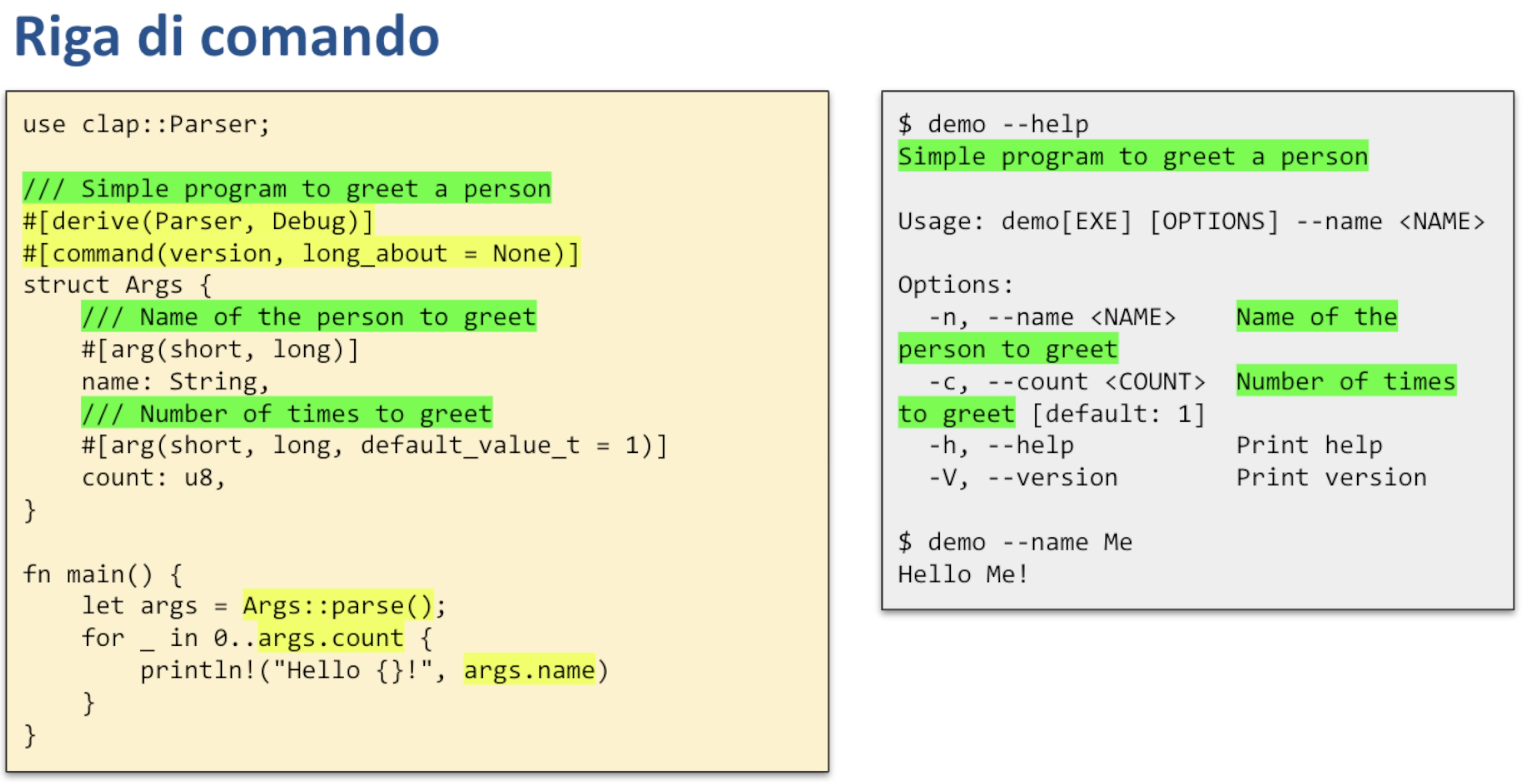 Riga di comando
use clap::Parser;
/// Simple program to greet a person
#[derive(Parser, Debug)]
#[command(version, long_about = None)]
struct Args {
    /// Name of the person to greet
    #[arg(short, long)]
    name: String,
    /// Number of times to greet
    #[arg(short, long, default_value_t = 1)]
    count: u8,
}
fn main() {
    let args = Args::parse();
    for _ in 0..args.count {
        println!("Hello {}!", args.name)
    }
}
$ demo --help
Simple program to greet a person
Usage: demo[EXE] [OPTIONS] --name <NAME>
Options:
  -n, --name <NAME>    Name of the
person to greet
  -c, --count <COUNT>  Number of times
to greet [default: 1]
  -h, --help           Print help
  -V, --version        Print version
$ demo --name Me
Hello Me!